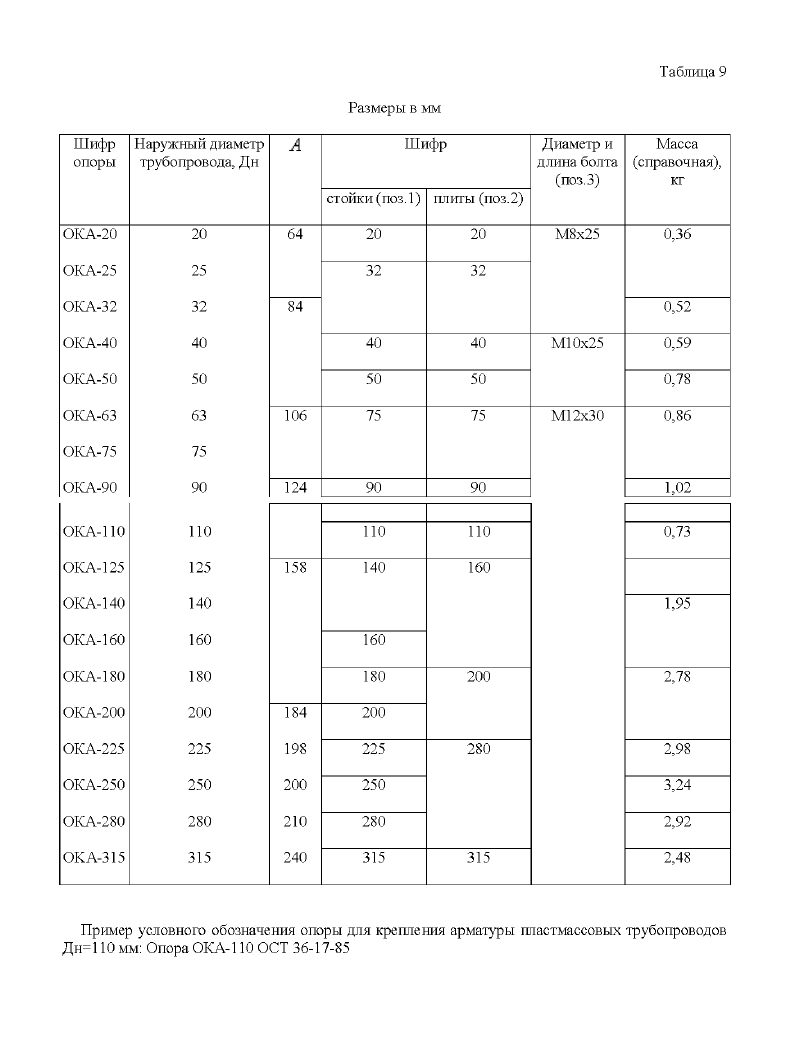 Таблица 9
Размеры в мм
Шифр опоры Наружный диаметр трубопровода, Дн A Шифр Диаметр и длина болта (поз.3) Масса (справочная), кг
стойки (поз.1) плиты (поз.2)
ОКА-20 20 64 20 20 М8х25 0,36
ОКА-25 25 32 32
ОКА-32 32 84 0,52
ОКА-40 40 40 40 М10х25 0,59
ОКА-50 50 50 50 0,78
ОКА-63 63 106 75 75 М12х30 0,86
ОКА-75 75
ОКА-90 90 124 90 90 1,02
ОКА-110 110 110 110 0,73
ОКА-125 125 158 140 160
ОКА-140 140 1,95
ОКА-160 160 160
ОКА-180 180 180 200 2,78
ОКА-200 200 184 200
ОКА-225 225 198 225 280 2,98
ОКА-250 250 200 250 3,24
ОКА-280 280 210 280 2,92
ОКА-315 315 240 315 315 2,48
Пример условного обозначения опоры для крепления арматуры пластмассовых трубопроводов
Дн=110 мм: Опора ОКА-110 ОСТ 36-17-85